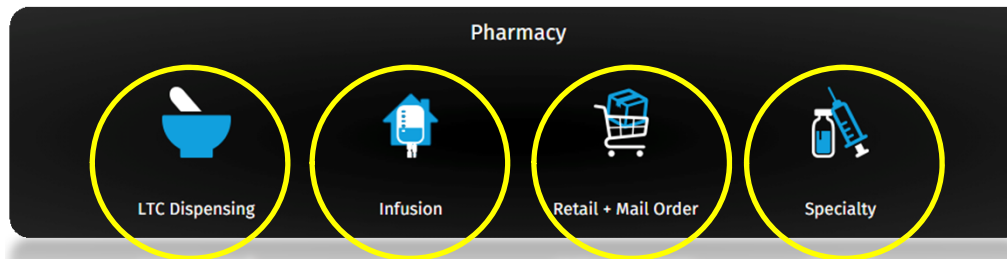 Pharmacy
LTC Dispensing
Infusion
Retail + Mail Order
Specialty